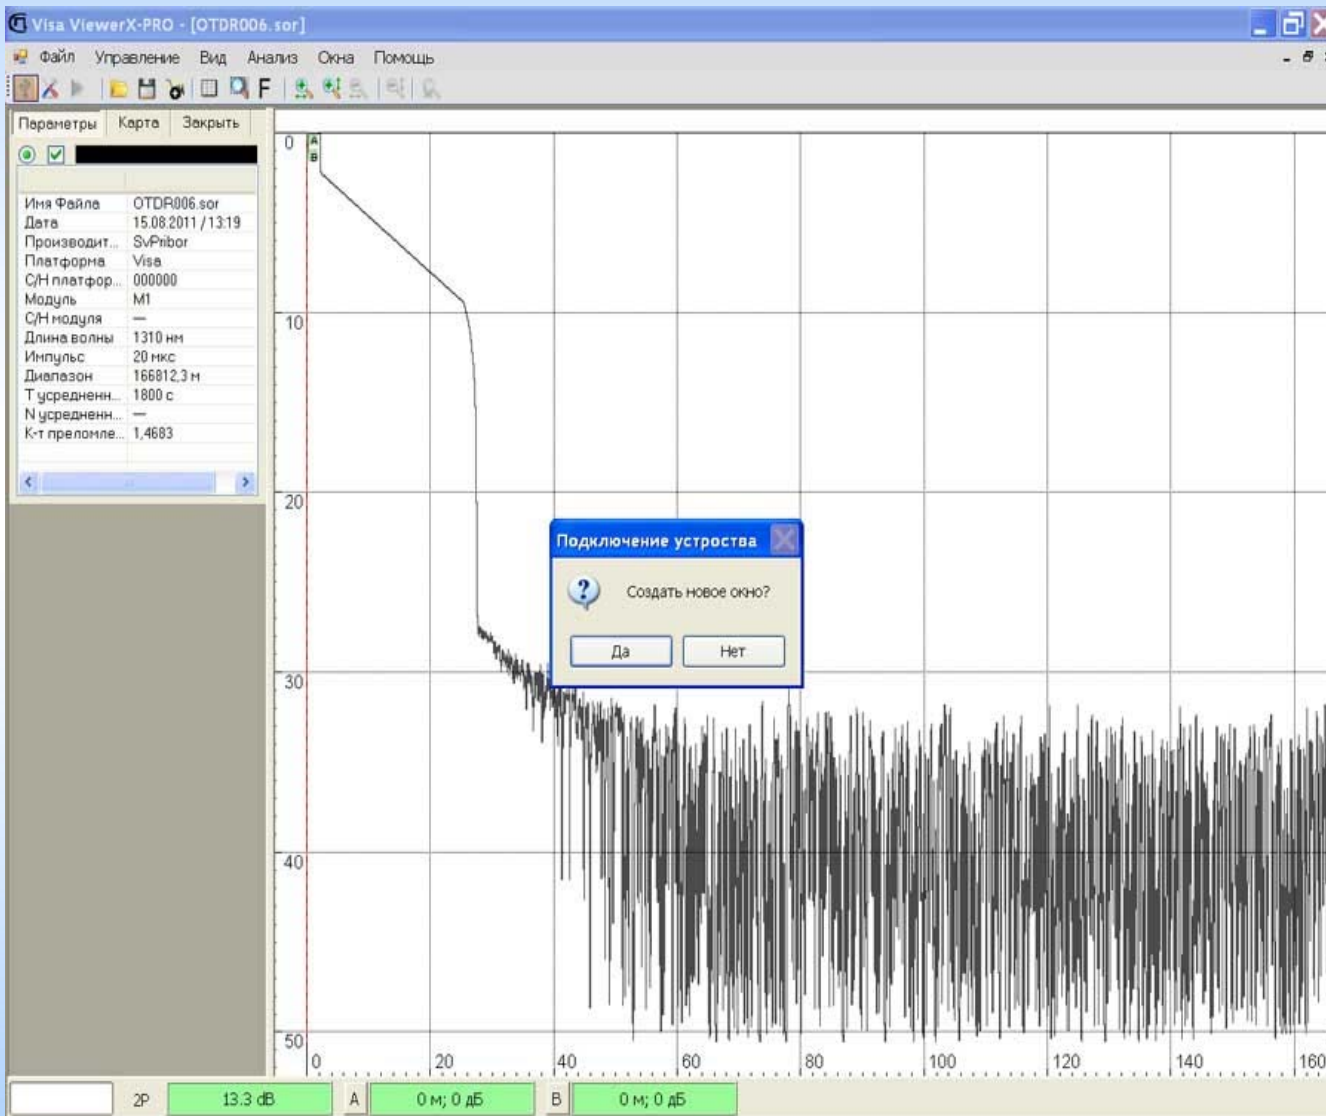 Visa ViewerX-PRO - [OTDR006.sor]
Файл Управление Вид Анализ Окна Помощь
F
Параметры Карта Закрыть
Имя Файла OTDR006.sor
Дата 15.08.2011 / 13:19
Производит... SvPribor
Платформа Visa
С/Н платфор... 000000
Модуль M1
С/Н модуля —
Длина волны 1310 нм
Импульс 20 мкс
Диапазон 166812,3 м
Т усредненн... 1800 с
N усредненн... —
К-т преломле... 1,4683
A
B
0
10
20
30
40
50
Подключение устроства
Создать новое окно?
Да Нет
0 20 40 60 80 100 120 140 160
2P 13.3 dB A 0 м; 0 дБ B 0 м; 0 дБ